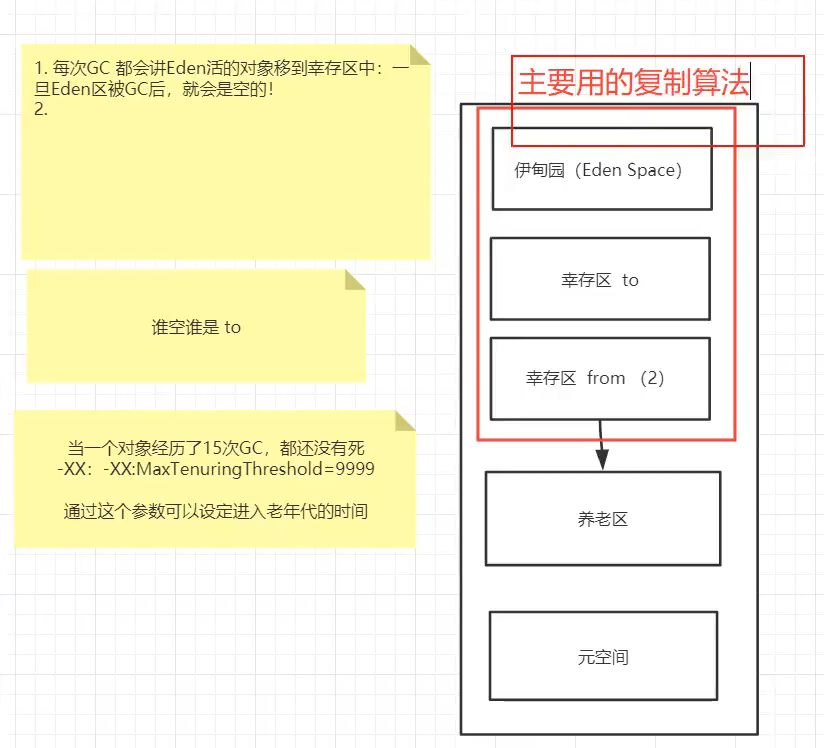 1. 每次GC 都会讲Eden活的对象移到幸存区中：一
旦Eden区被GC后，就会是空的！
2.
谁空谁是 to
当一个对象经历了15次GC，都还没有死
-XX：-XX:MaxTenuringThreshold=9999
通过这个参数可以设定进入老年代的时间
主要用的复制算法
伊甸园（Eden Space）
幸存区 to
幸存区 from （2）
养老区
元空间